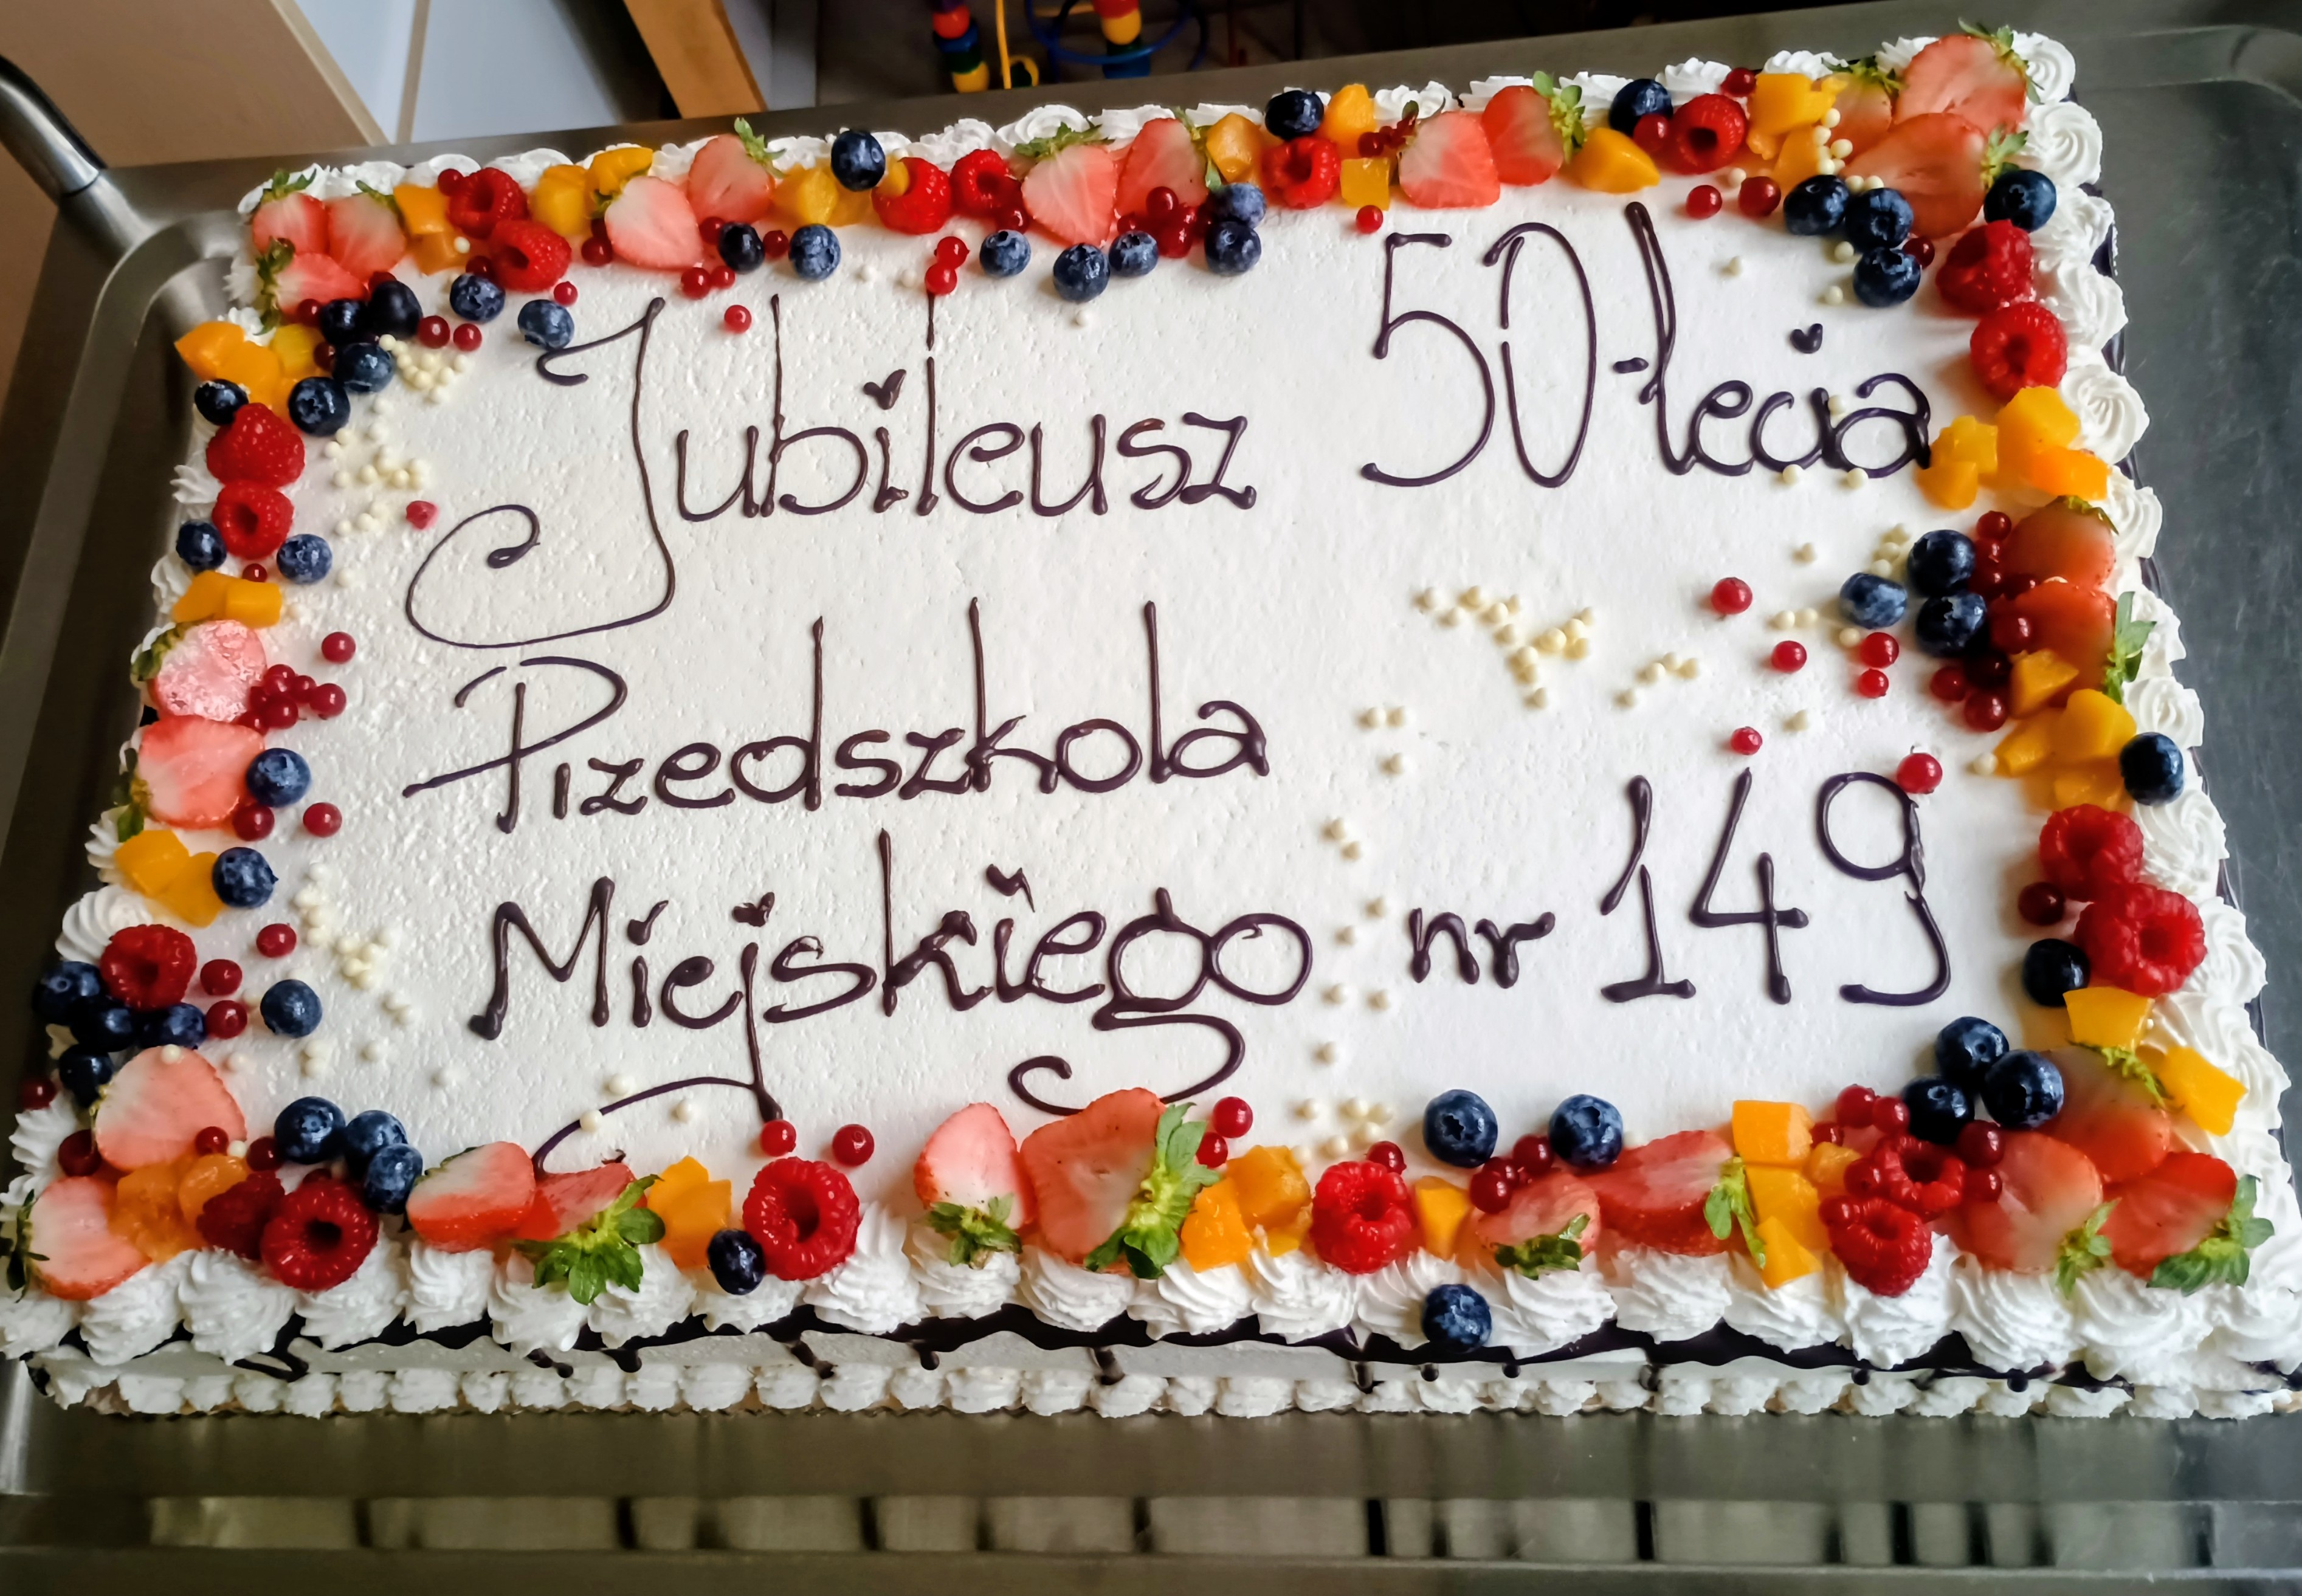 Jubileusz 50-lecia
Przedszkola
Miejskiego nr 149